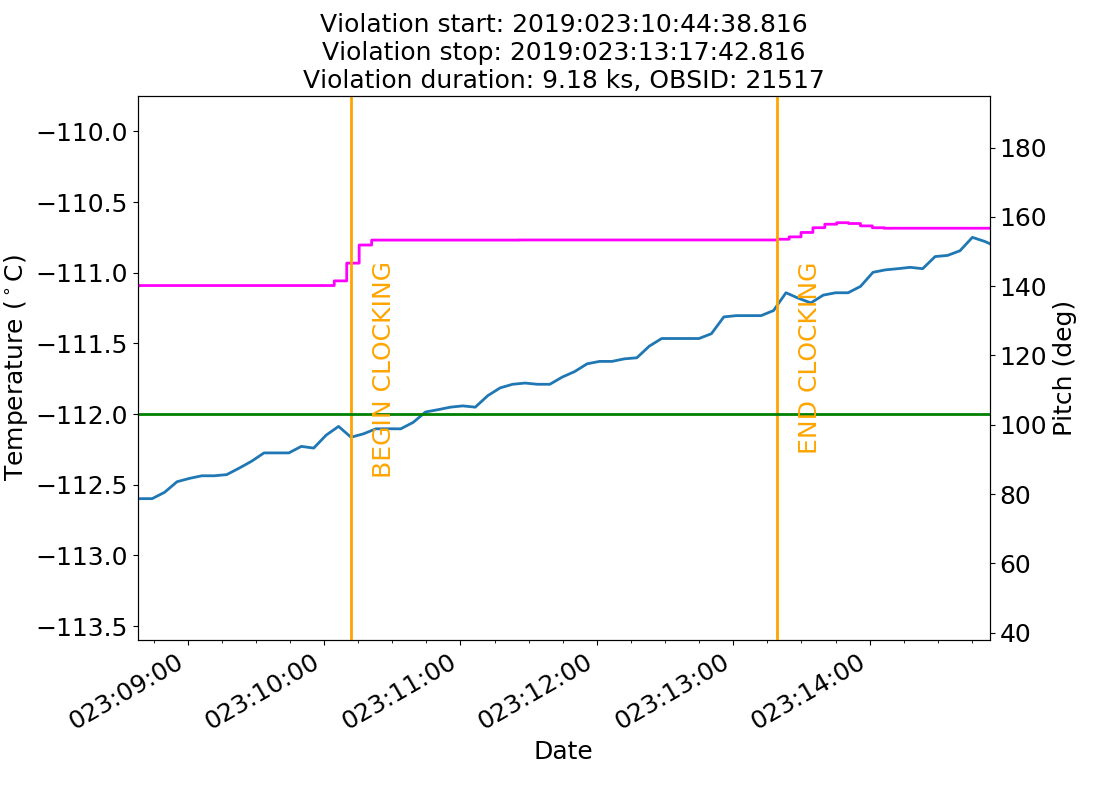 Violation start: 2019:023:10:44:38.816
Violation stop: 2019:023:13:17:42.816
Violation duration: 9.18 ks, OBSID: 21517
−110.0
−110.5
−111.0
−111.5
−112.0
−112.5
−113.0
−113.5
Temperature (°C)
BEGIN CLOCKING
END CLOCKING
180
160
140
120
100
80
60
40
Pitch (deg)
023:09:00
023:10:00
023:11:00
023:12:00
023:13:00
023:14:00
Date